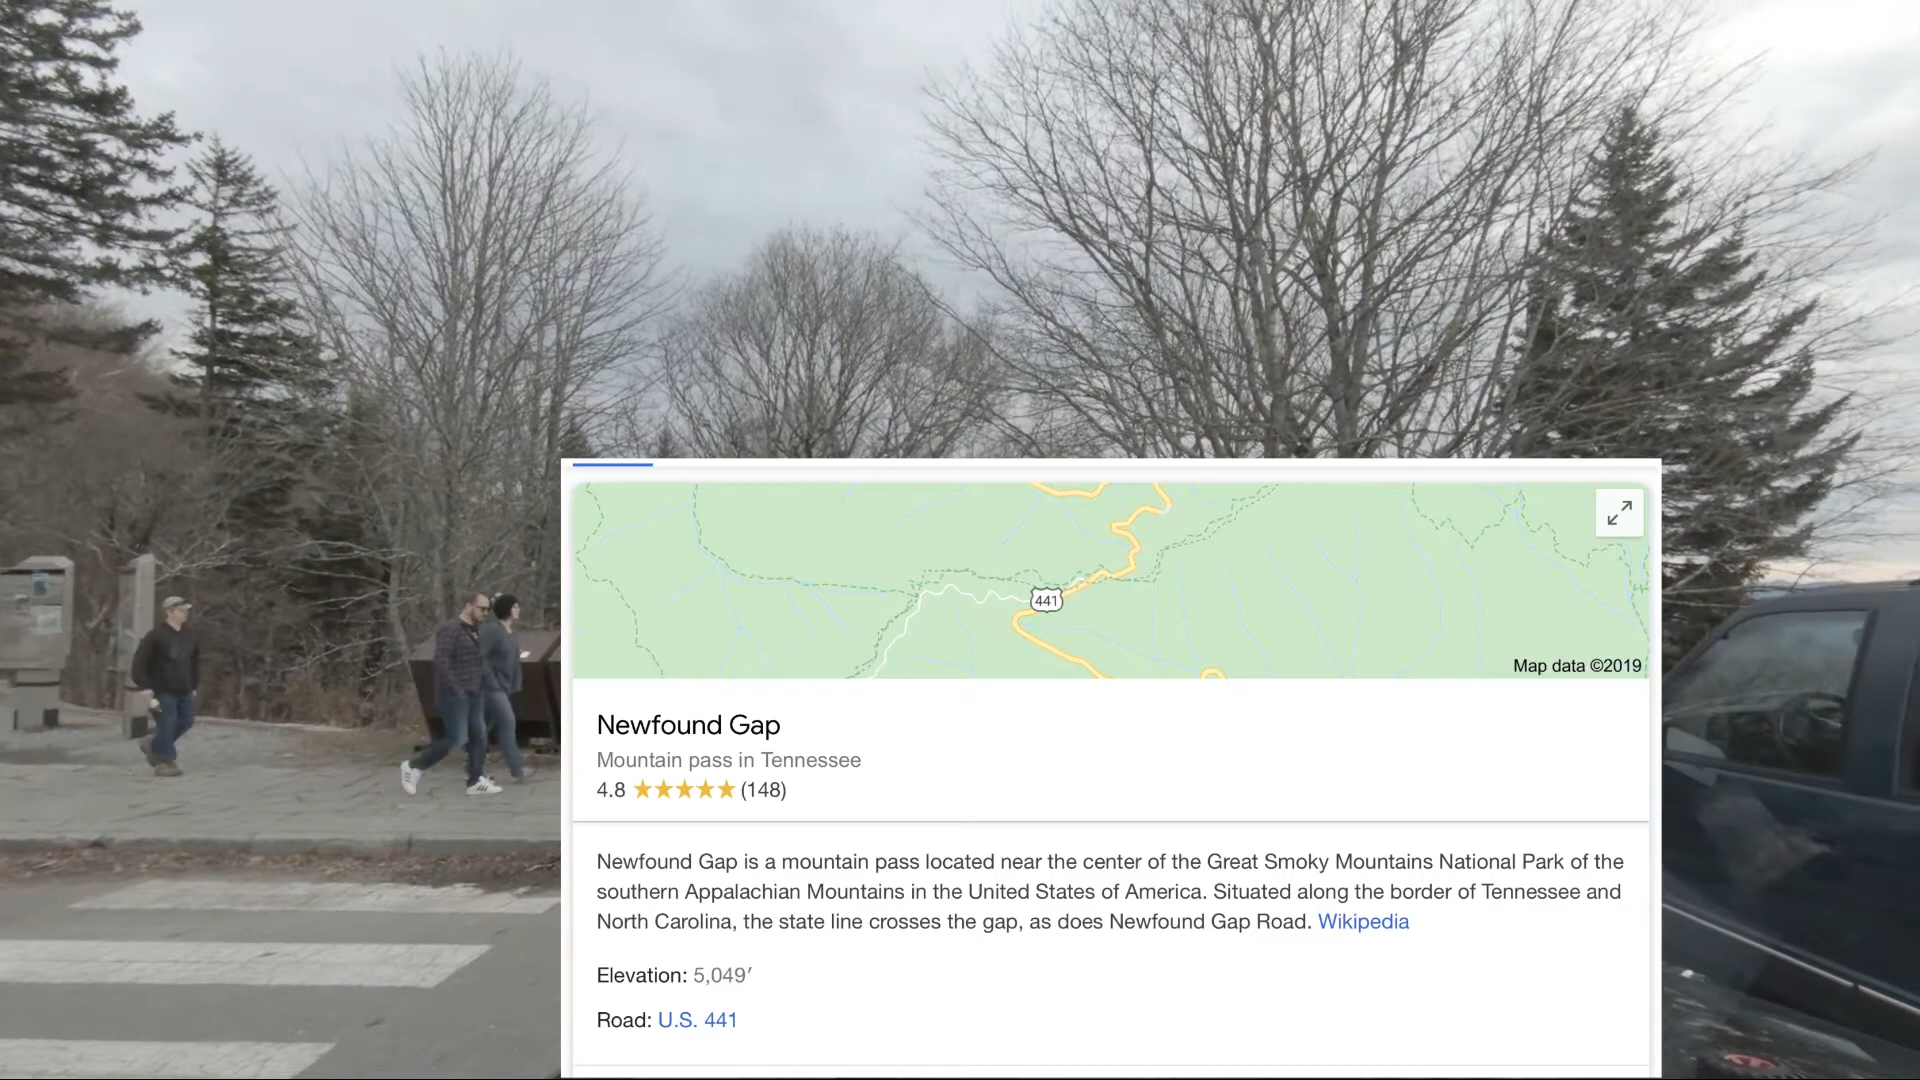 441
Map data ©2019
Newfound Gap
Mountain pass in Tennessee
4.8 ★★★★★ (148)
Newfound Gap is a mountain pass located near the center of the Great Smoky Mountains National Park of the
southern Appalachian Mountains in the United States of America. Situated along the border of Tennessee and
North Carolina, the state line crosses the gap, as does Newfound Gap Road. Wikipedia
Elevation: 5,049′
Road: U.S. 441